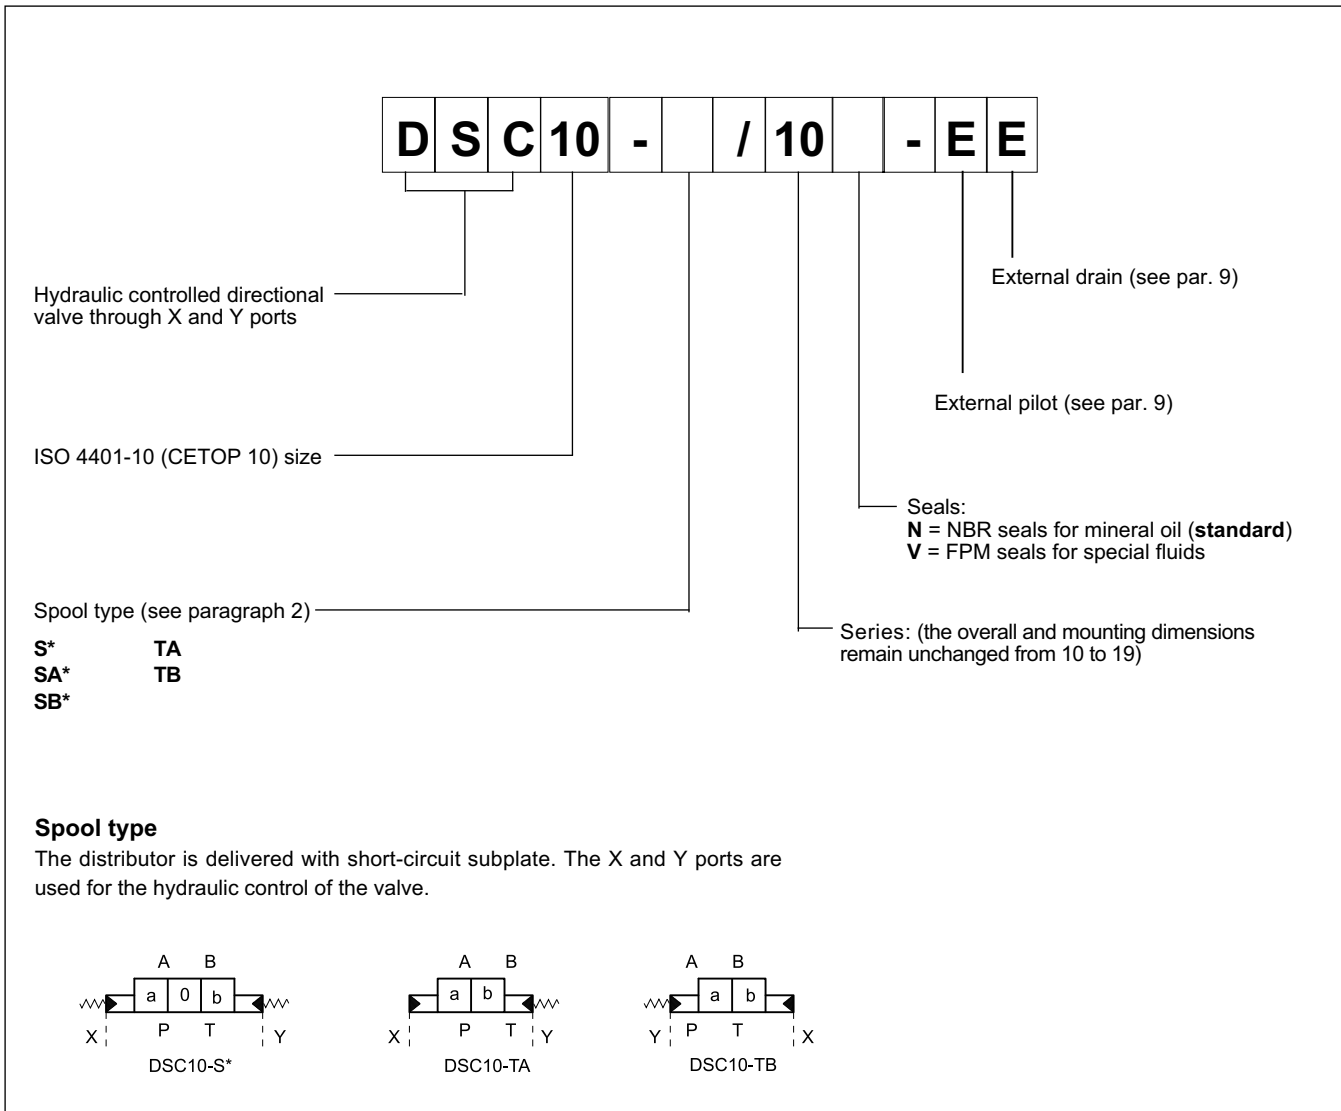 D S C 10 - / 10 - E E
External drain (see par. 9)
Hydraulic controlled directional
valve through X and Y ports
External pilot (see par. 9)
ISO 4401-10 (CETOP 10) size
Seals:
N = NBR seals for mineral oil (standard)
V = FPM seals for special fluids
Spool type (see paragraph 2)
S* TA
SA* TB
SB*
Series: (the overall and mounting dimensions
remain unchanged from 10 to 19)
Spool type
The distributor is delivered with short-circuit subplate. The X and Y ports are
used for the hydraulic control of the valve.
A B
a 0 b
X P T Y
DSC10-S*
A B
a b
X P T Y
DSC10-TA
A B
a b
Y P T X
DSC10-TB